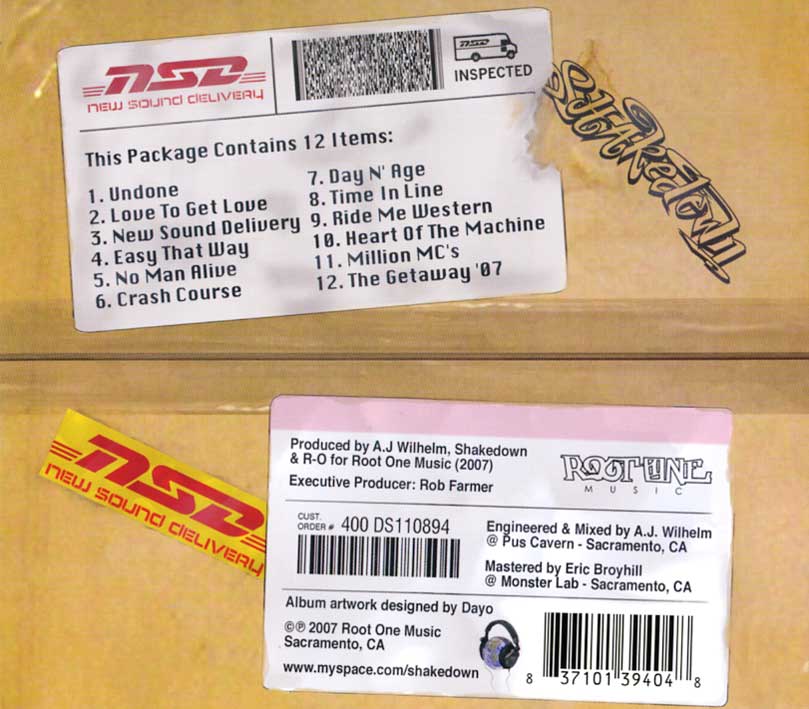 NSD
NEW SOUND DELIVERY
INSPECTED
SHAKedown
This Package Contains 12 Items:
1. Undone
2. Love To Get Love
3. New Sound Delivery
4. Easy That Way
5. No Man Alive
6. Crash Course
7. Day N' Age
8. Time In Line
9. Ride Me Western
10. Heart Of The Machine
11. Million MC's
12. The Getaway '07
NSD
NEW SOUND DELIVERY
Produced by A.J Wilhelm, Shakedown
& R-O for Root One Music (2007)
Executive Producer: Rob Farmer
ROOT ONE
MUSIC
CUST.
ORDER # 400 DS110894
Engineered & Mixed by A.J. Wilhelm
@ Pus Cavern - Sacramento, CA
Mastered by Eric Broyhill
@ Monster Lab - Sacramento, CA
Album artwork designed by Dayo
©℗ 2007 Root One Music
Sacramento, CA
www.myspace.com/shakedown
8 37101 39404 8